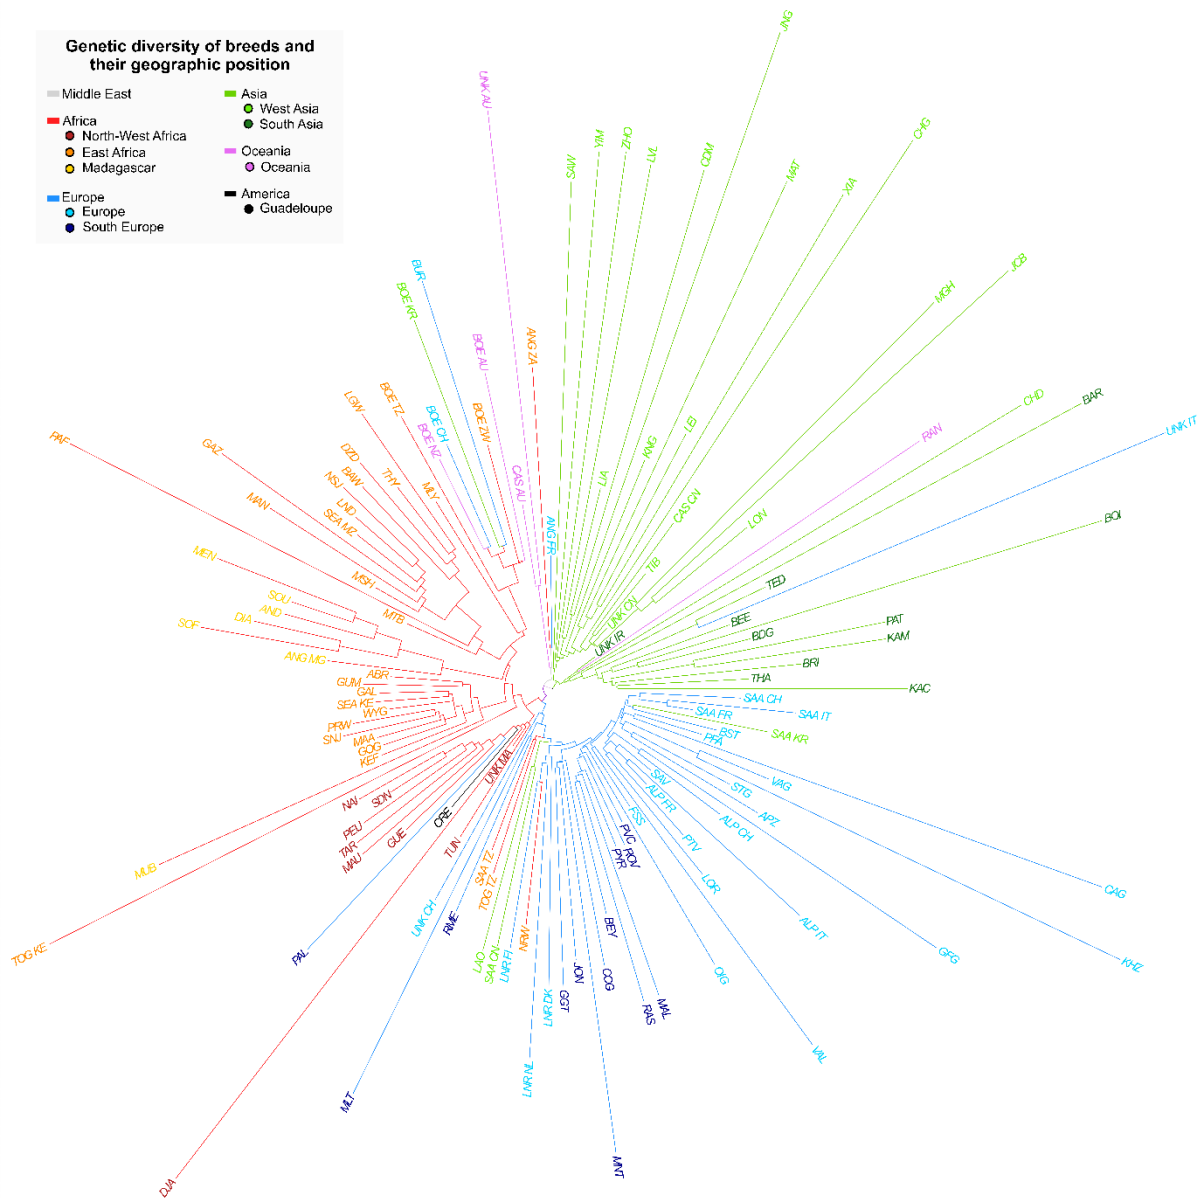 Genetic diversity of breeds and
their geographic position
Middle East
Africa
North-West Africa
East Africa
Madagascar
Europe
Europe
South Europe
Asia
West Asia
South Asia
Oceania
Oceania
America
Guadeloupe
JNG
UNK AU
SAW
YIM
ZHO
LVL
CDM
MAT
XIA
CHG
MGH
JCB
BUR
BOE KR
BOE AU
ANG ZA
BOE TZ
LGW
BOE CH
BOE NZ
BOE ZW
CAS AU
ANG FR
LIA
KNG
LEI
CAS CN
LON
TIB
UNK CN
UNK IR
RAN
CHD
BAR
UNK IT
BOI
TED
BEE
BDG
PAT
KAM
BRI
THA
KAC
PAF
GAZ
MAN
DZD
BAW
NSJ
LND
SEA MZ
THY
MLY
MSH
MTB
MEN
SOU
AND
DIA
SOF
ANG MG
ABR
GUM
GAL
SEA KE
WYG
PRW
SNJ
MAA
GOG
KEF
NAI
SDN
PEU
TAR
MAU
GUE
UNK MA
CRE
TUN
MUB
TOG KE
DJA
PAL
UNK CH
RME
MLT
SAA TZ
TOG TZ
LAO
SAA CN
LNR FI
NRW
LNR NL
LNR DK
GGT
JON
BEY
COG
MNT
RAS
MAL
PVC
ROV
PYR
FSS
OIG
VAL
LOR
PTV
ALP FR
SAV
ALP IT
ALP CH
GFG
APZ
STG
KHZ
VAG
CAG
SAA CH
SAA IT
SAA FR
BST
PFA
SAA KR